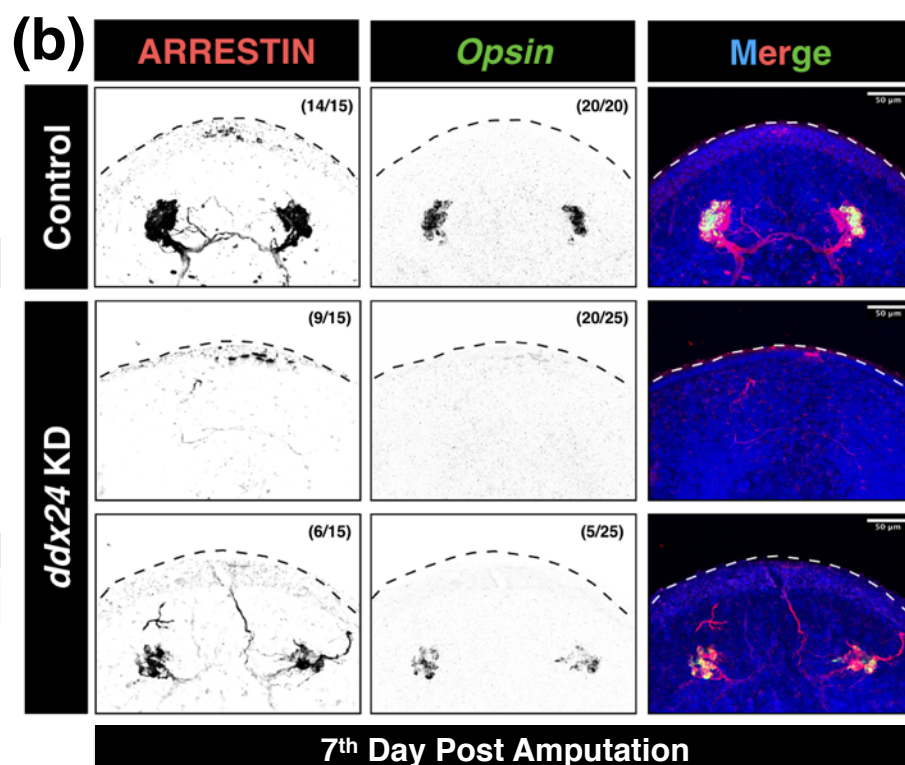 (b)
ARRESTIN
Opsin
Merge
Control
(14/15)
(20/20)
50 µm
ddx24 KD
(9/15)
(20/25)
50 µm
(6/15)
(5/25)
50 µm
7th Day Post Amputation